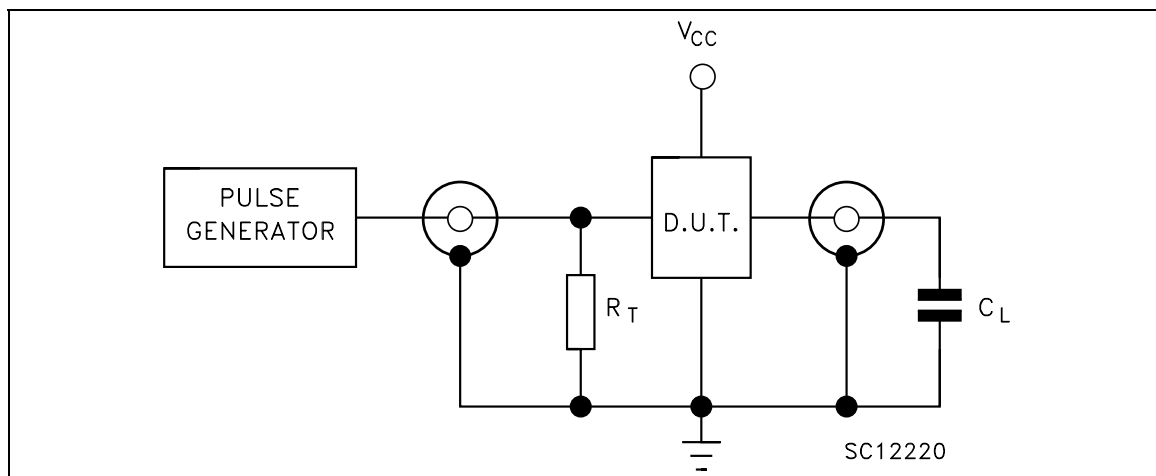 VCC
PULSE
GENERATOR
D.U.T.
RT
CL
SC12220